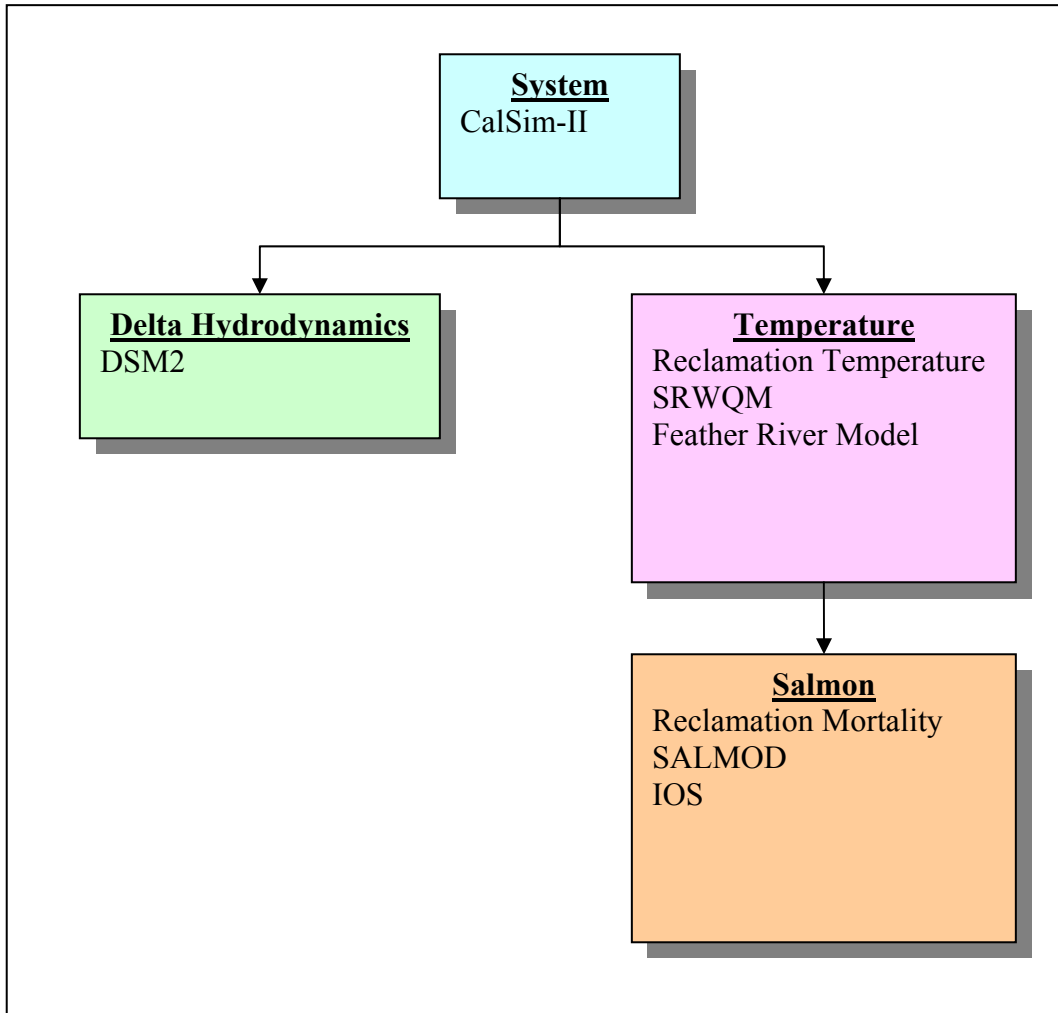 System
CalSim-II
Delta Hydrodynamics
DSM2
Temperature
Reclamation Temperature
SRWQM
Feather River Model
Salmon
Reclamation Mortality
SALMOD
IOS